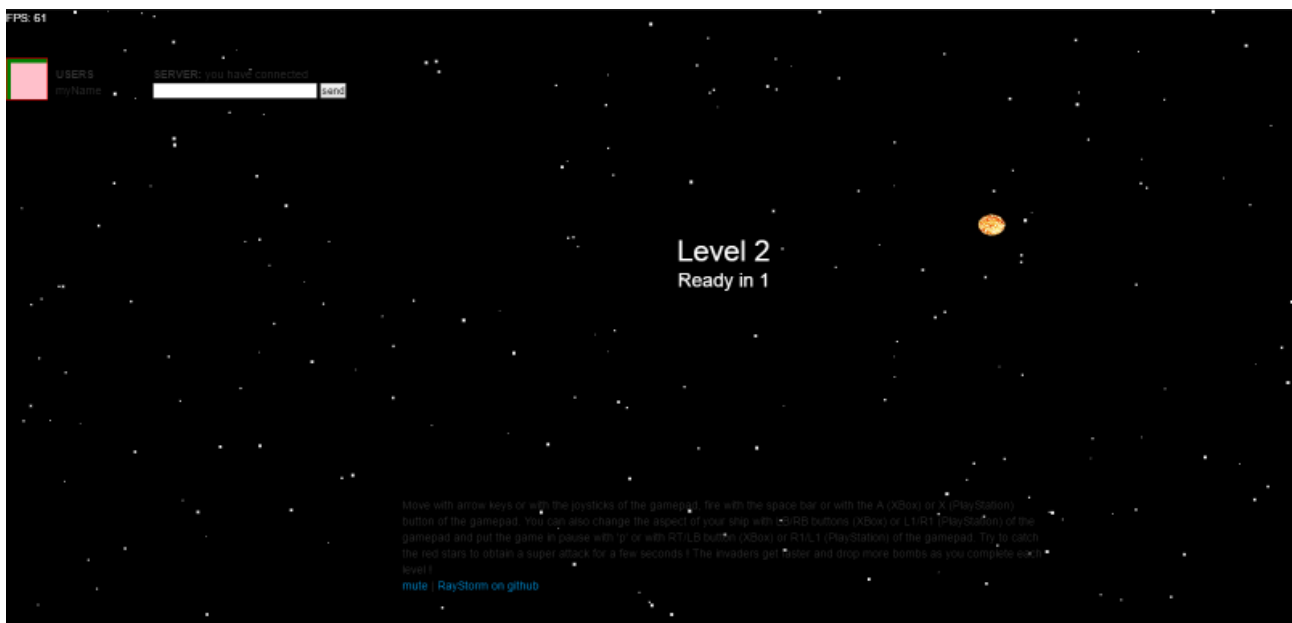 FPS: 61
USERS
myName
SERVER: you have connected
send
Level 2
Ready in 1
Move with arrow keys or with the joysticks of the gamepad, fire with the space bar or with the A (XBox) or X (PlayStation)
button of the gamepad. You can also change the aspect of your ship with LB/RB buttons (XBox) or L1/R1 (PlayStation) of the
gamepad and put the game in pause with 'p' or with RT/LB button (XBox) or R1/L1 (PlayStation) of the gamepad. Try to catch
the red stars to obtain a super attack for a few seconds ! The invaders get faster and drop more bombs as you complete each
level !
mute | RayStorm on github